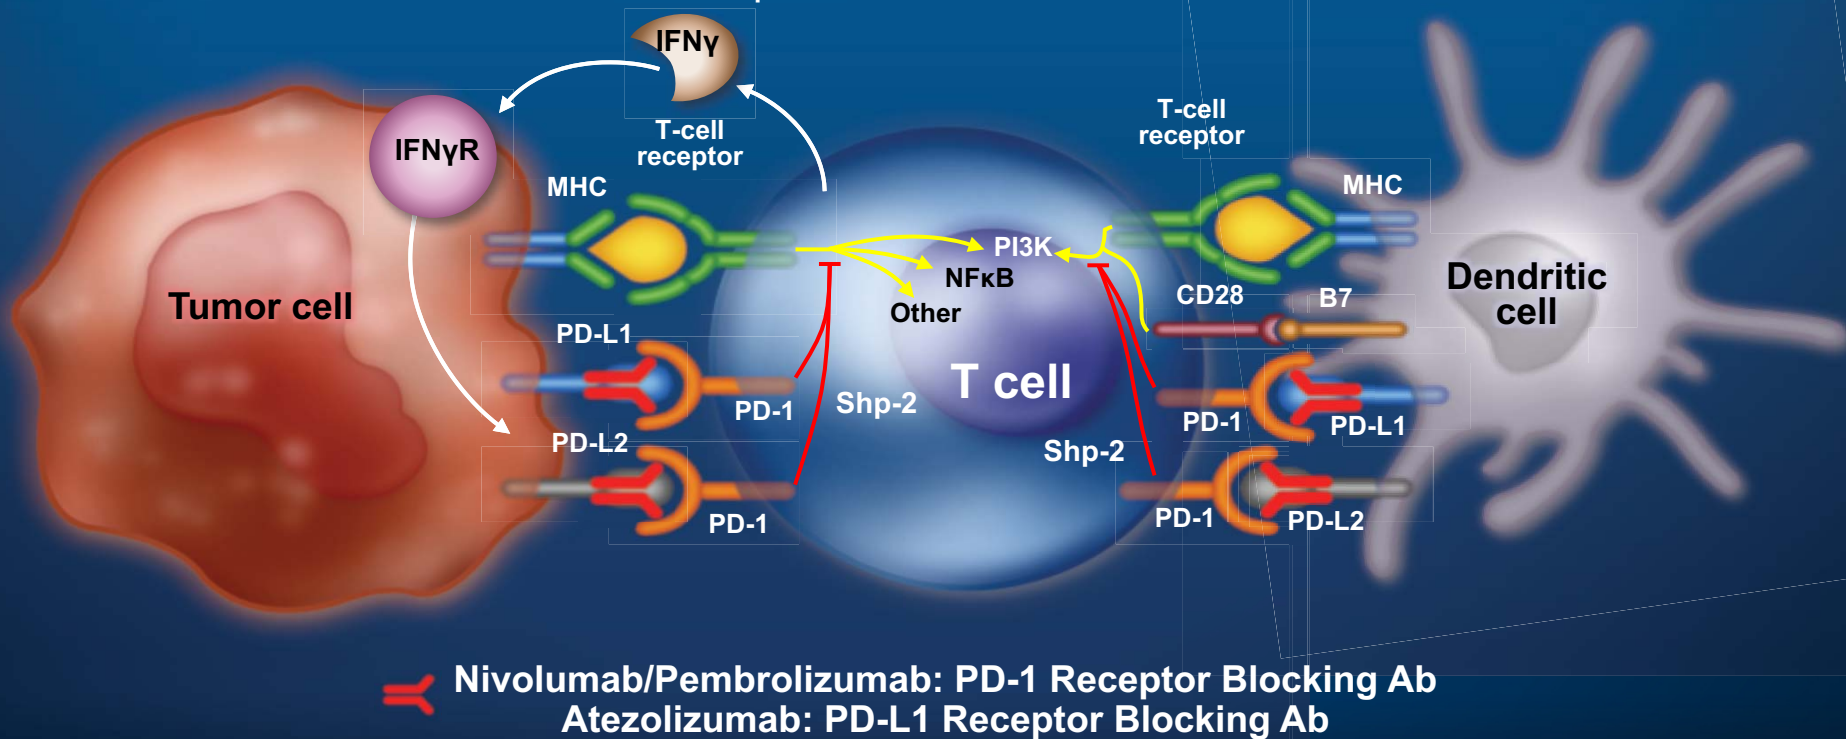 IFNγ
IFNγR
T-cell
receptor
MHC
T-cell
receptor
MHC
PI3K
NFκB
Other
Tumor cell
Dendritic
cell
CD28
B7
PD-L1
T cell
PD-1
Shp-2
PD-1
PD-L1
PD-L2
Shp-2
PD-1
PD-1
PD-L2
Nivolumab/Pembrolizumab: PD-1 Receptor Blocking Ab
Atezolizumab: PD-L1 Receptor Blocking Ab